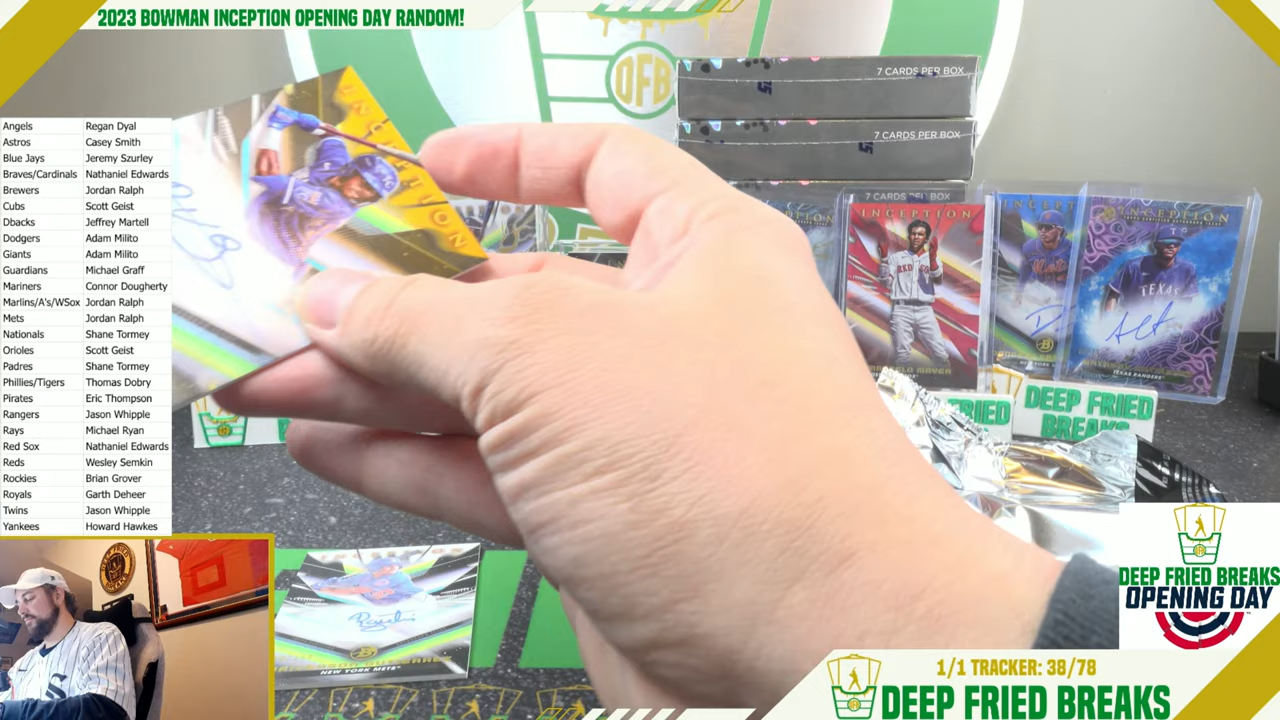 2023 BOWMAN INCEPTION OPENING DAY RANDOM!
DFB
7 CARDS PER BOX
7 CARDS PER BOX
7 CARDS PER BOX
INCEPTION
INCEPTION
INCEPTION
RED SOX
TEXAS
TEXAS RANGERS
DEEP FRIED BREAKS
Angels Regan Dyal
Astros Casey Smith
Blue Jays Jeremy Szurley
Braves/Cardinals Nathaniel Edwards
Brewers Jordan Ralph
Cubs Scott Geist
Dbacks Jeffrey Martell
Dodgers Adam Milito
Giants Adam Milito
Guardians Michael Graff
Mariners Connor Dougherty
Marlins/A's/WSox Jordan Ralph
Mets Jordan Ralph
Nationals Shane Tormey
Orioles Scott Geist
Padres Shane Tormey
Phillies/Tigers Thomas Dobry
Pirates Eric Thompson
Rangers Jason Whipple
Rays Michael Ryan
Red Sox Nathaniel Edwards
Reds Wesley Semkin
Rockies Brian Grover
Royals Garth Deheer
Twins Jason Whipple
Yankees Howard Hawkes
NEW YORK METS
DEEP FRIED BREAKS
OPENING DAY
1/1 TRACKER: 38/78
DEEP FRIED BREAKS